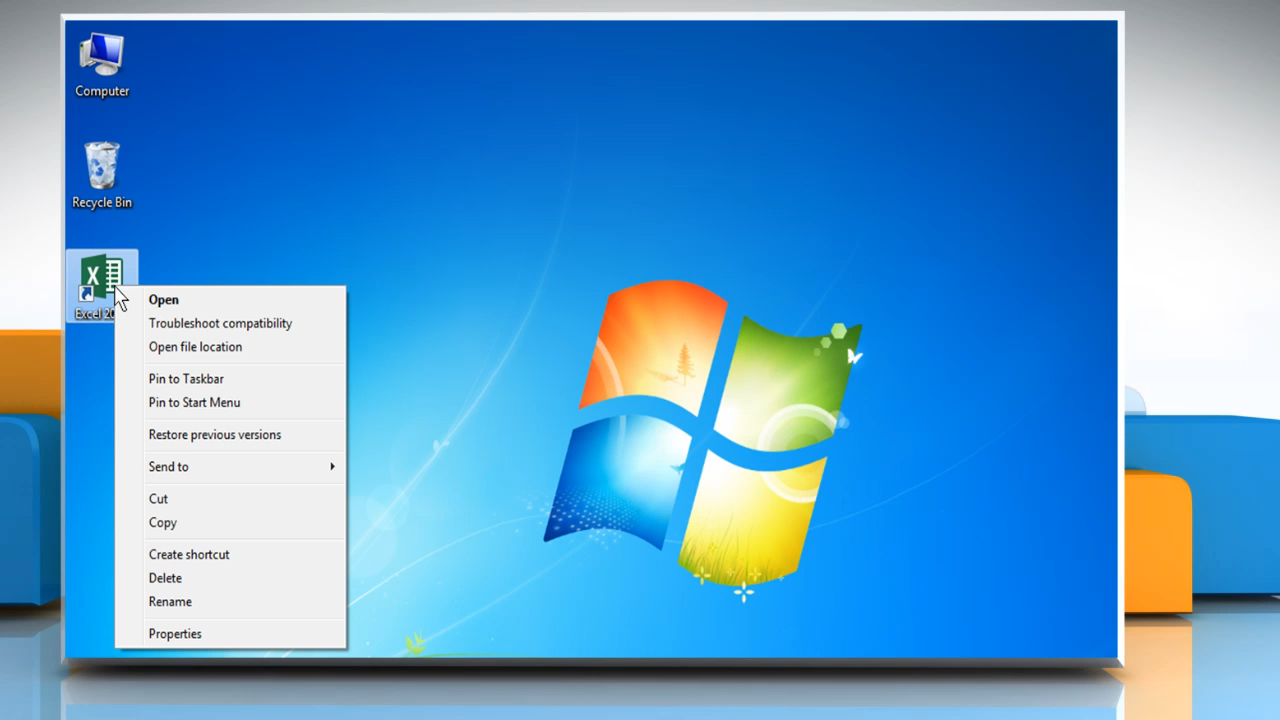 Computer
Recycle Bin
Excel
Open
Troubleshoot compatibility
Open file location
Pin to Taskbar
Pin to Start Menu
Restore previous versions
Send to
Cut
Copy
Create shortcut
Delete
Rename
Properties